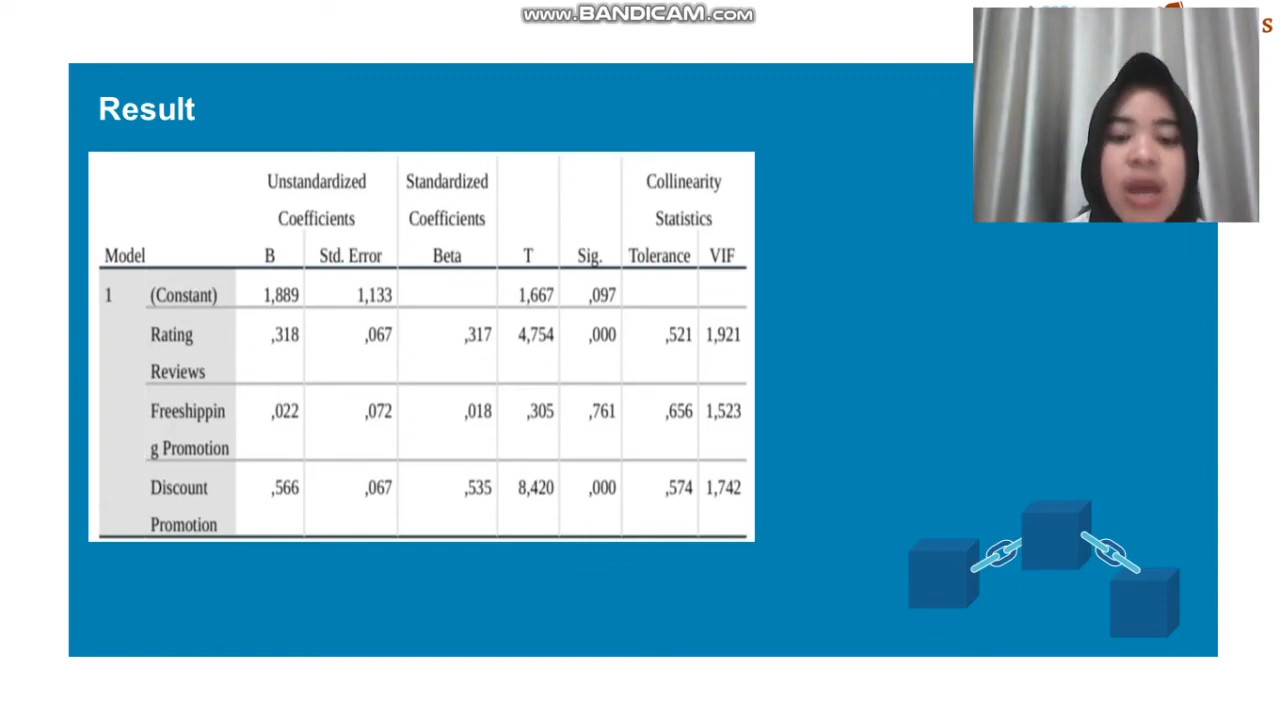 www.BANDICAM.com
s
Result
Unstandardized Standardized Collinearity
Coefficients Coefficients Statistics
Model B Std. Error Beta T Sig. Tolerance VIF
1 (Constant) 1,889 1,133 1,667 ,097
Rating ,318 ,067 ,317 4,754 ,000 ,521 1,921
Reviews
Freeshippin ,022 ,072 ,018 ,305 ,761 ,656 1,523
g Promotion
Discount ,566 ,067 ,535 8,420 ,000 ,574 1,742
Promotion